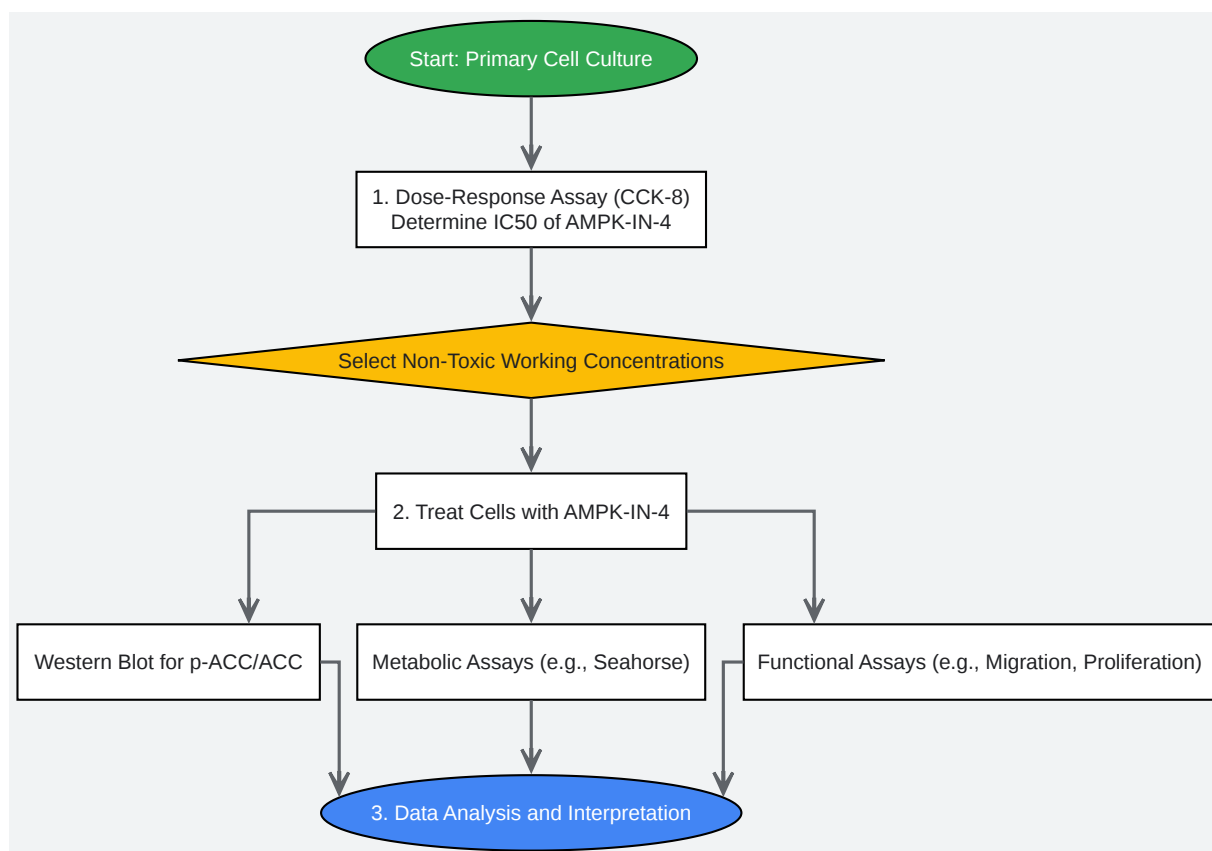 Start: Primary Cell Culture
1. Dose-Response Assay (CCK-8)
Determine IC50 of AMPK-IN-4
Select Non-Toxic Working Concentrations
2. Treat Cells with AMPK-IN-4
Western Blot for p-ACC/ACC
Metabolic Assays (e.g., Seahorse)
Functional Assays (e.g., Migration, Proliferation)
3. Data Analysis and Interpretation